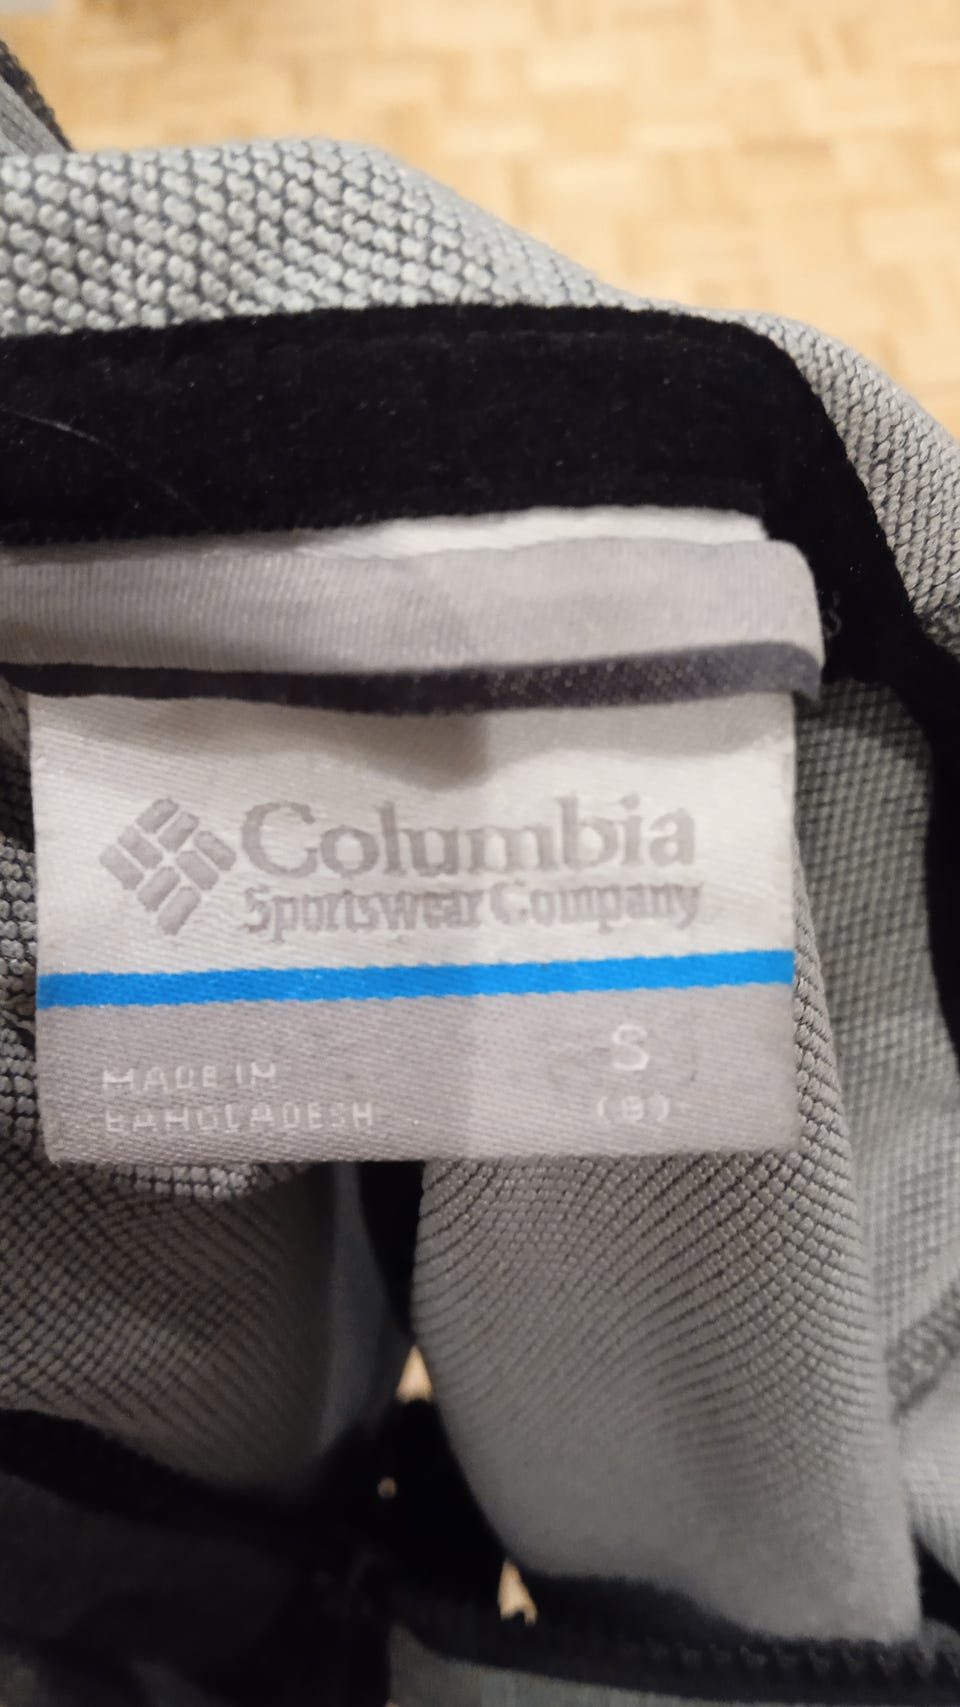 Columbia
Sportswear Company
S
MADE IN
BANGLADESH